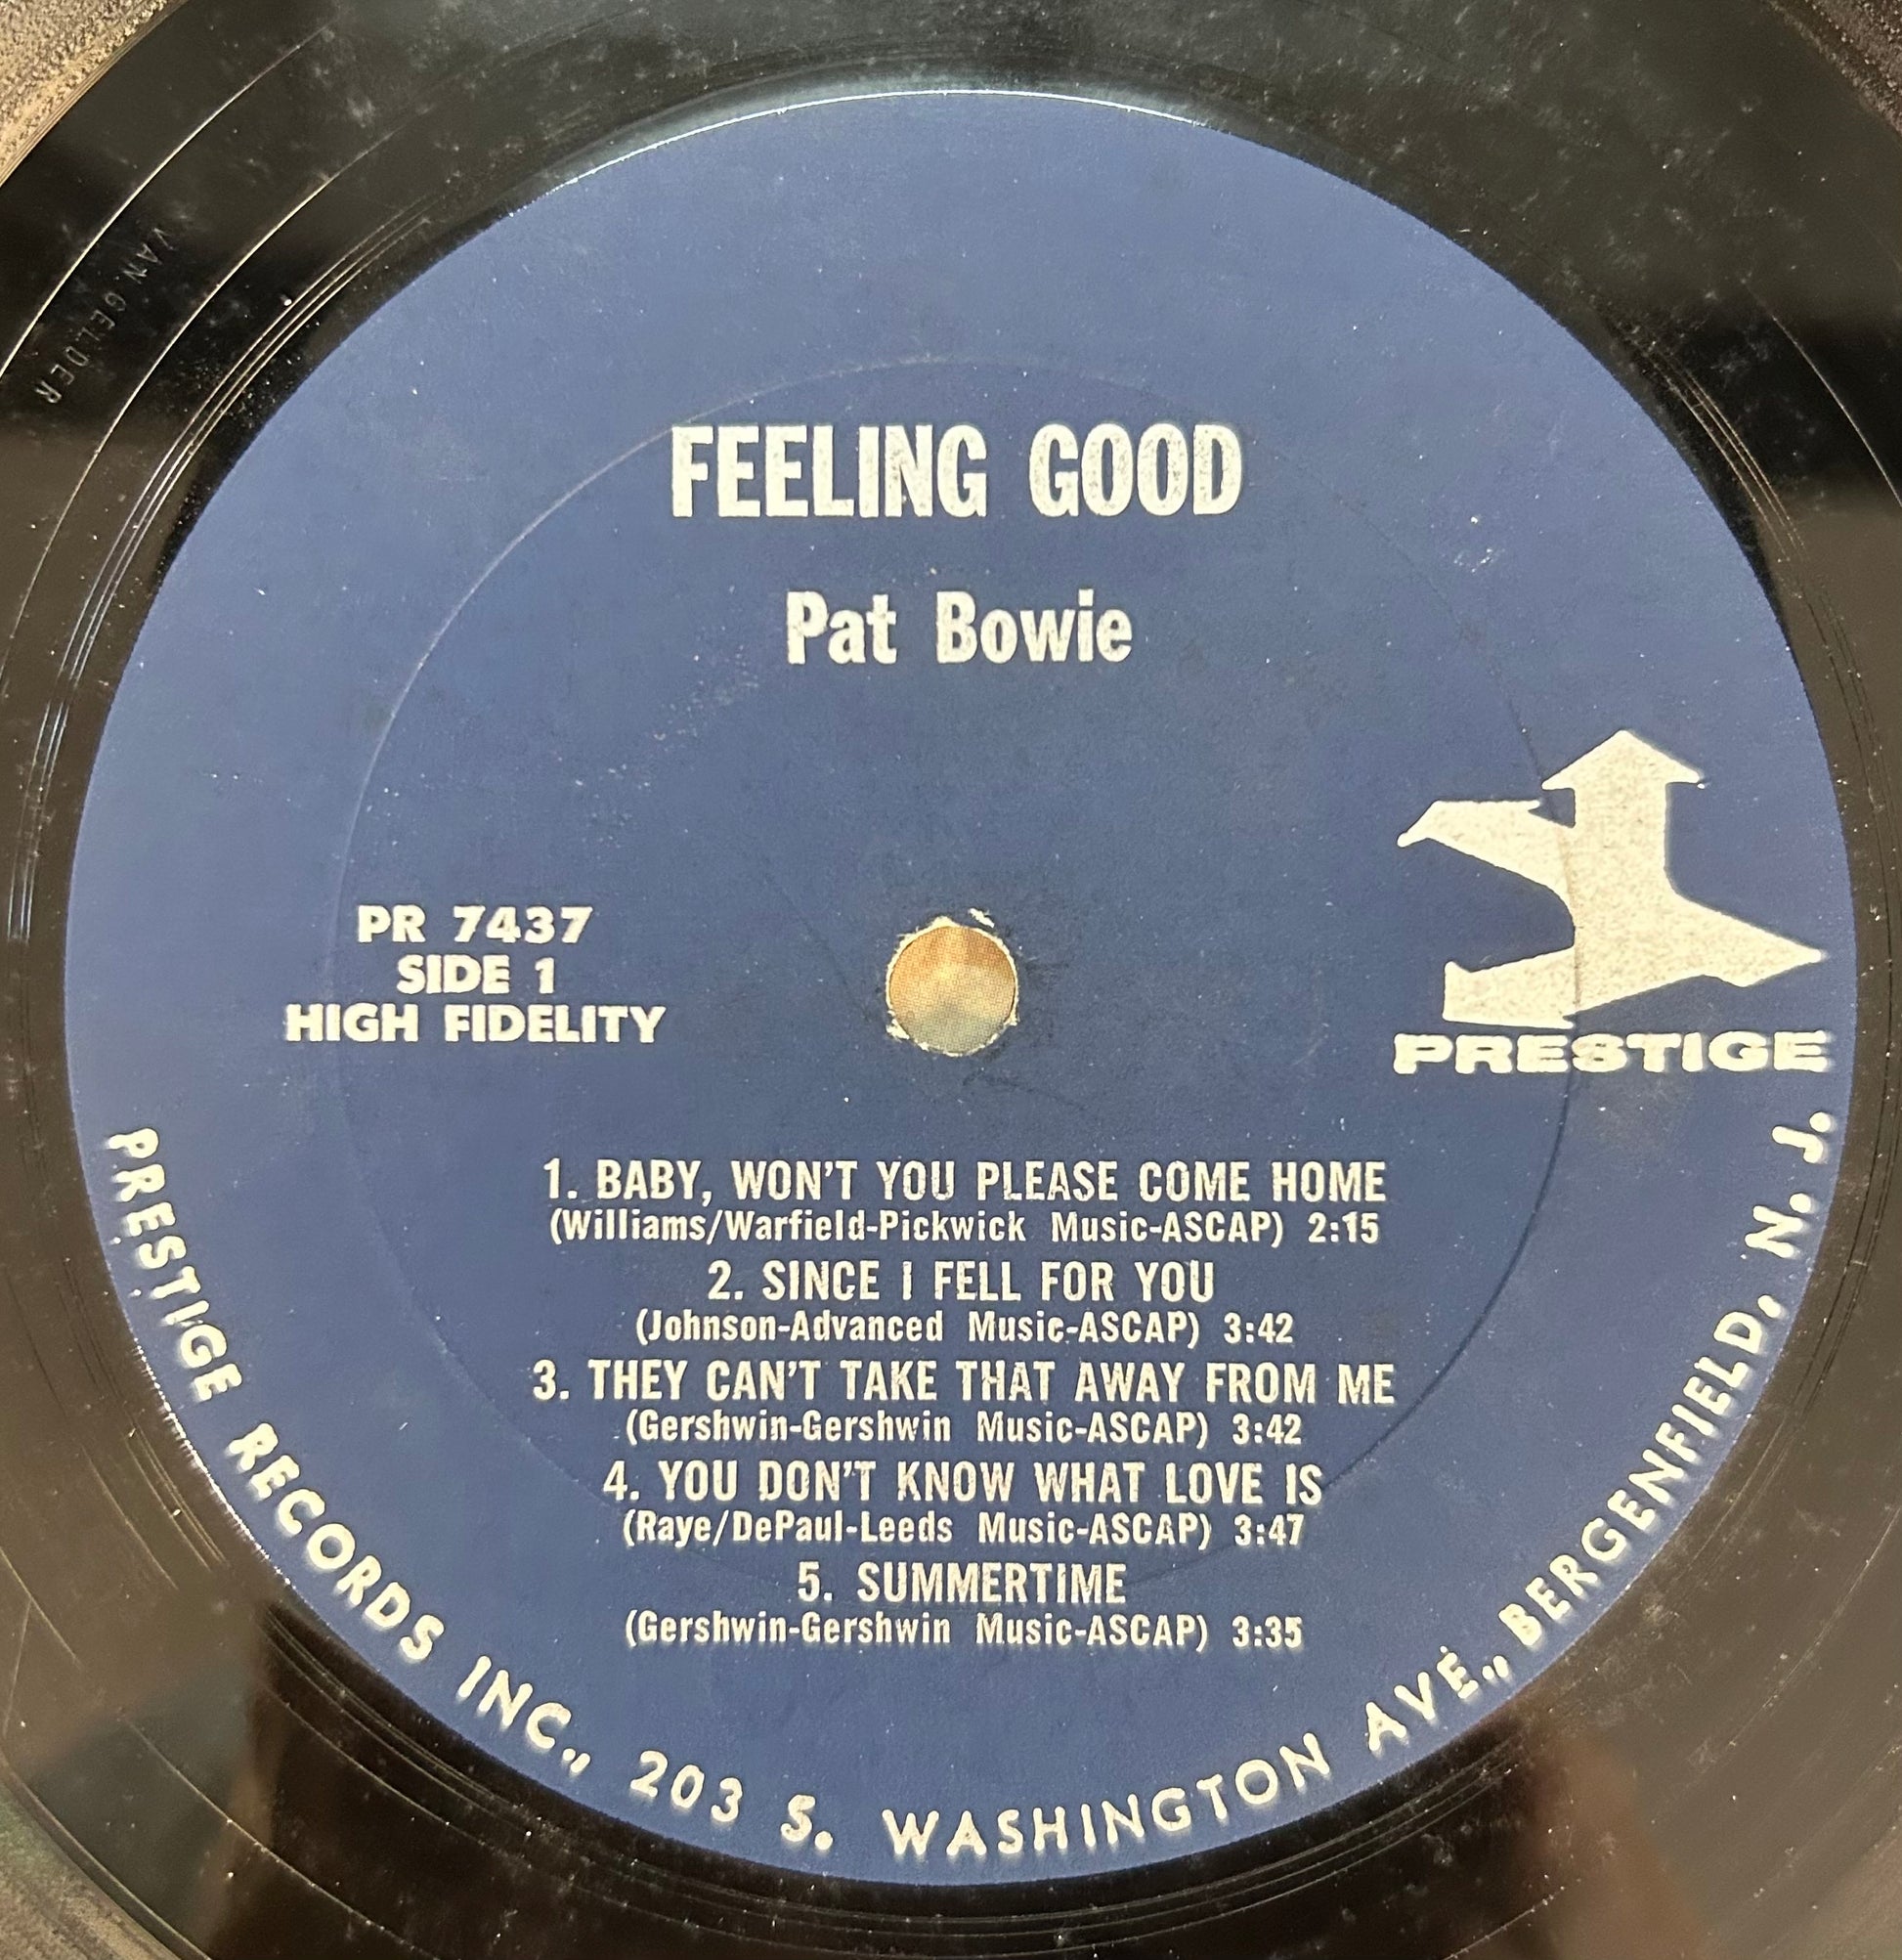 VAN GELDER
FEELING GOOD
Pat Bowie
PR 7437
SIDE 1
HIGH FIDELITY
PRESTIGE
1. BABY, WON'T YOU PLEASE COME HOME
(Williams/Warfield-Pickwick Music-ASCAP) 2:15
2. SINCE I FELL FOR YOU
(Johnson-Advanced Music-ASCAP) 3:42
3. THEY CAN'T TAKE THAT AWAY FROM ME
(Gershwin-Gershwin Music-ASCAP) 3:42
4. YOU DON'T KNOW WHAT LOVE IS
(Raye/DePaul-Leeds Music-ASCAP) 3:47
5. SUMMERTIME
(Gershwin-Gershwin Music-ASCAP) 3:35
PRESTIGE RECORDS INC., 203 S. WASHINGTON AVE., BERGENFIELD, N. J.